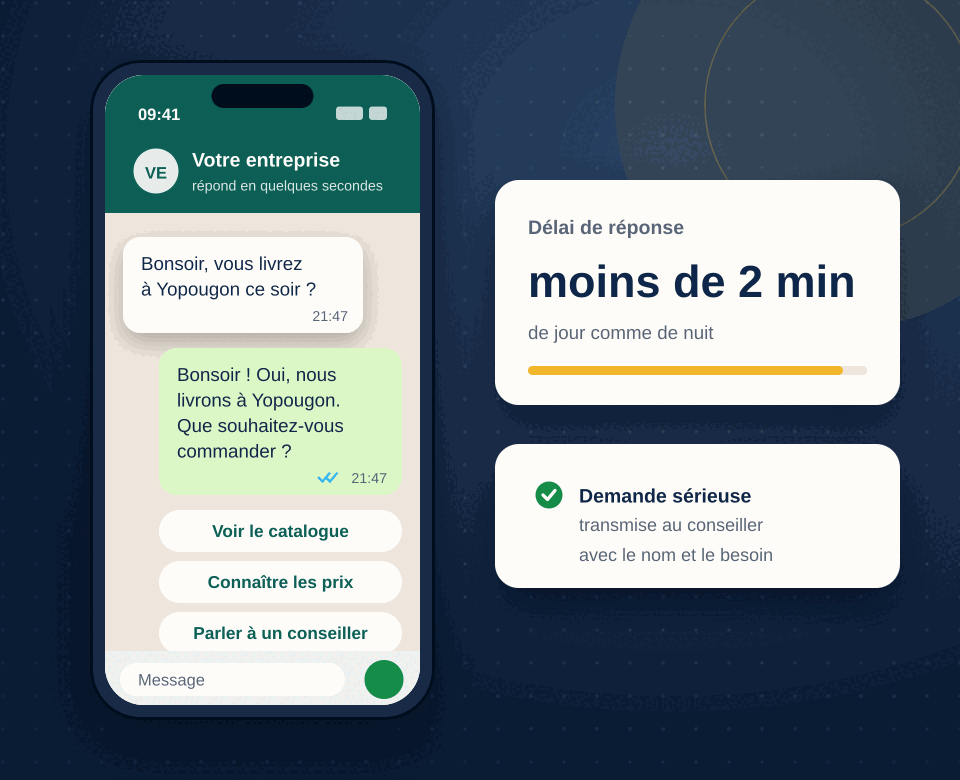 09:41
VE
Votre entreprise
répond en quelques secondes
Bonsoir, vous livrez
à Yopougon ce soir ?
21:47
Bonsoir ! Oui, nous
livrons à Yopougon.
Que souhaitez-vous
commander ?
21:47
Voir le catalogue
Connaître les prix
Parler à un conseiller
Message
Délai de réponse
moins de 2 min
de jour comme de nuit
Demande sérieuse
transmise au conseiller
avec le nom et le besoin